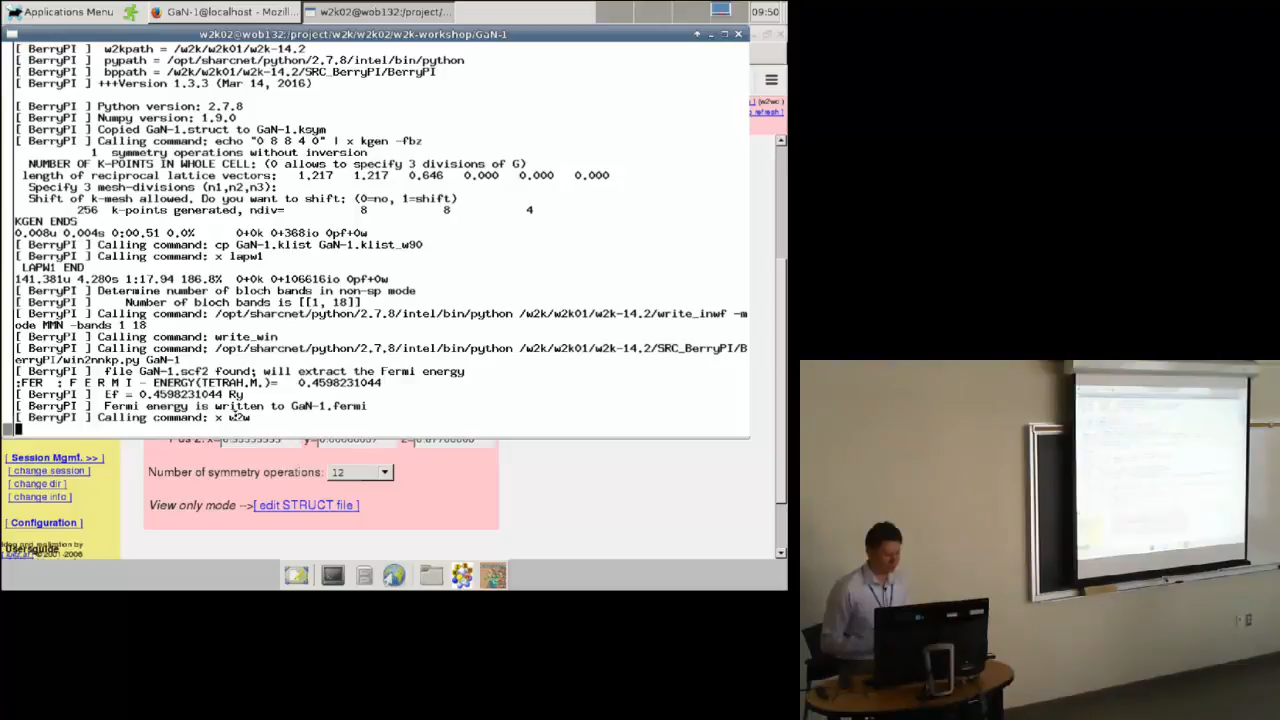 Applications Menu
GaN-1@localhost - Mozill...
w2k02@wob132:/project/...
09:50
w2k02@wob132:/project/w2k/w2k02/w2k-workshop/GaN-1
[ BerryPI ]  w2kpath = /w2k/w2k01/w2k-14.2
[ BerryPI ]  pypath = /opt/sharcnet/python/2.7.8/intel/bin/python
[ BerryPI ]  bppath = /w2k/w2k01/w2k-14.2/SRC_BerryPI/BerryPI
[ BerryPI ] +++Version 1.3.3 (Mar 14, 2016)
[ BerryPI ] Python version: 2.7.8
[ BerryPI ] Numpy version: 1.9.0
[ BerryPI ] Copied GaN-1.struct to GaN-1.ksym
[ BerryPI ] Calling command: echo "0 8 8 4 0" | x kgen -fbz
1  symmetry operations without inversion
NUMBER OF K-POINTS IN WHOLE CELL: (0 allows to specify 3 divisions of G)
length of reciprocal lattice vectors:   1.217   1.217   0.646   0.000   0.000   0.000
Specify 3 mesh-divisions (n1,n2,n3):
Shift of k-mesh allowed. Do you want to shift: (0=no, 1=shift)
256  k-points generated, ndiv=           8           8           4
KGEN ENDS
0.008u 0.004s 0:00.51 0.0%     0+0k 0+368io 0pf+0w
[ BerryPI ] Calling command: cp GaN-1.klist GaN-1.klist_w90
[ BerryPI ] Calling command: x lapw1
LAPW1 END
141.381u 4.280s 1:17.94 186.8%  0+0k 0+106616io 0pf+0w
[ BerryPI ] Determine number of bloch bands in non-sp mode
[ BerryPI ]     Number of bloch bands is [[1, 18]]
[ BerryPI ] Calling command: /opt/sharcnet/python/2.7.8/intel/bin/python /w2k/w2k01/w2k-14.2/write_inwf -m
ode MMN -bands 1 18
[ BerryPI ] Calling command: write_win
[ BerryPI ] Calling command: /opt/sharcnet/python/2.7.8/intel/bin/python /w2k/w2k01/w2k-14.2/SRC_BerryPI/B
erryPI/win2nnkp.py GaN-1
[ BerryPI ]  file GaN-1.scf2 found; will extract the Fermi energy
:FER  : F E R M I - ENERGY(TETRAH.M.)=   0.4598231044
[ BerryPI ]  Ef = 0.4598231044 Ry
[ BerryPI ]  Fermi energy is written to GaN-1.fermi
[ BerryPI ] Calling command: x w2w
[ Session Mgmt. >> ]
[ change session ]
[ change dir ]
[ change info ]
[ Configuration ]
Usersguide
Number of symmetry operations: 12
View only mode -->[ edit STRUCT file ]